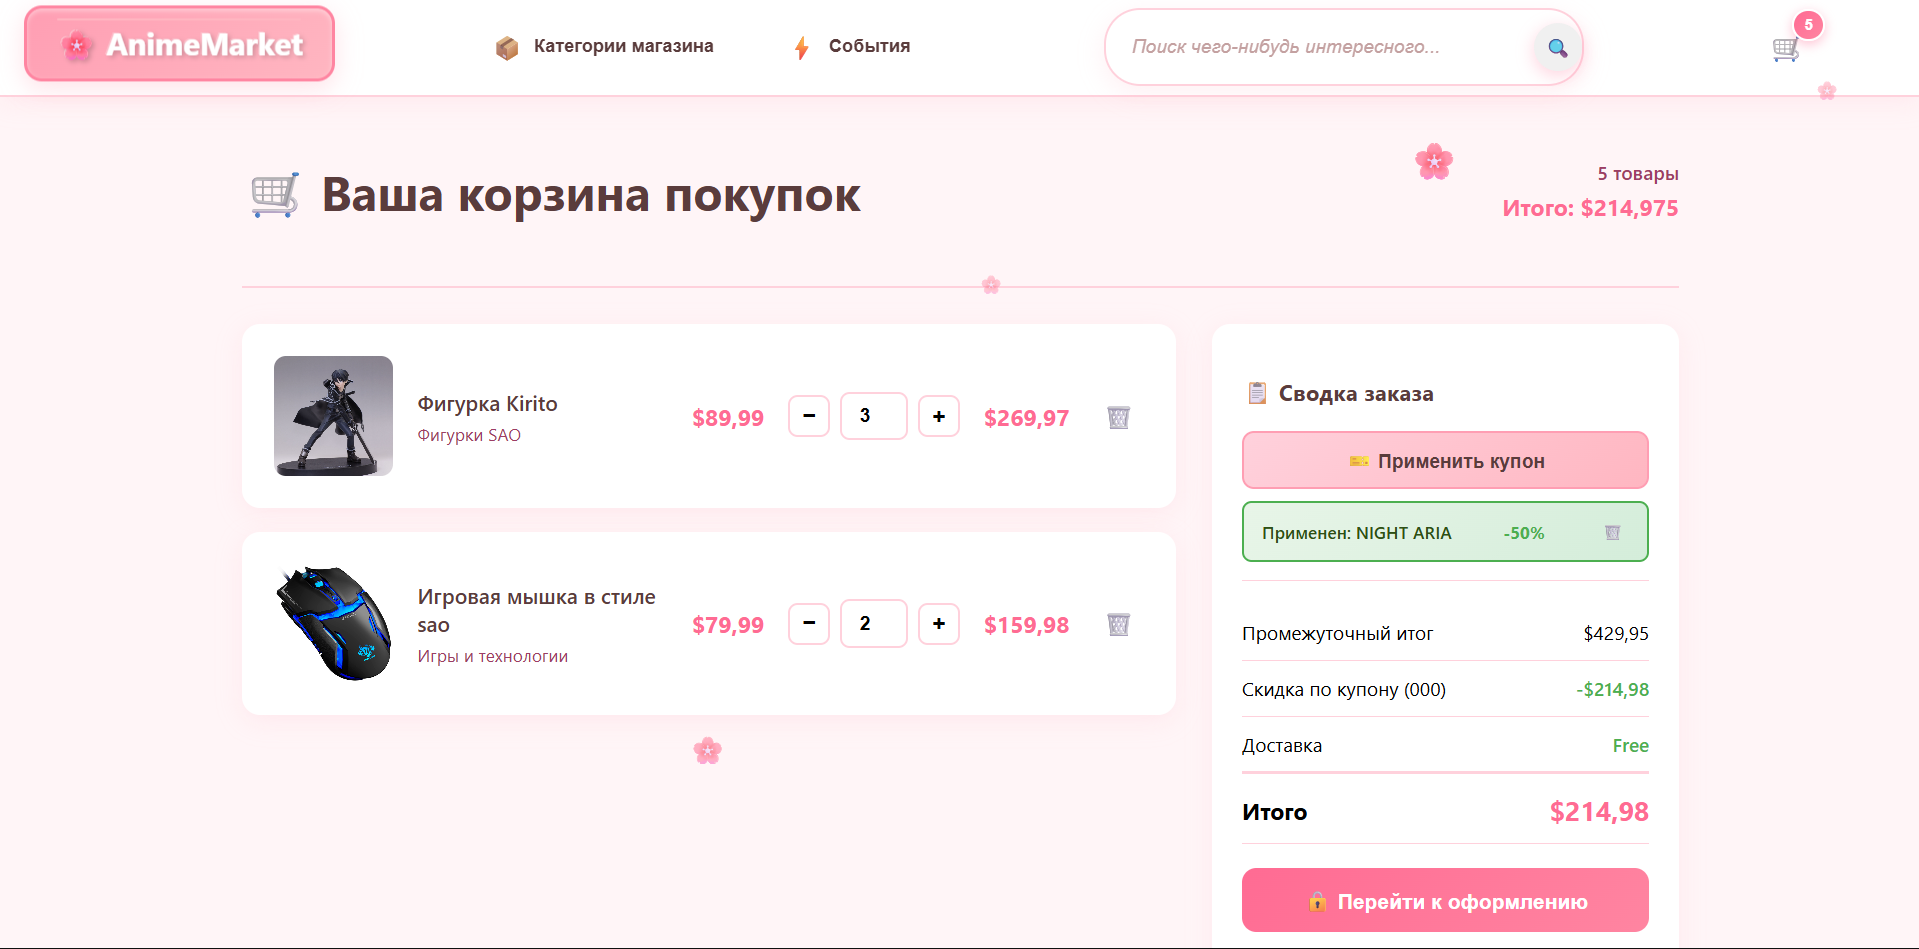 AnimeMarket
Категории магазина
События
Поиск чего-нибудь интересного...
5
Ваша корзина покупок
5 товары
Итого: $214,975
Фигурка Kirito
Фигурки SAO
$89,99
−
3
+
$269,97
Игровая мышка в стиле
sao
Игры и технологии
$79,99
−
2
+
$159,98
Сводка заказа
Применить купон
Применен: NIGHT ARIA
-50%
Промежуточный итог
$429,95
Скидка по купону (000)
-$214,98
Доставка
Free
Итого
$214,98
Перейти к оформлению